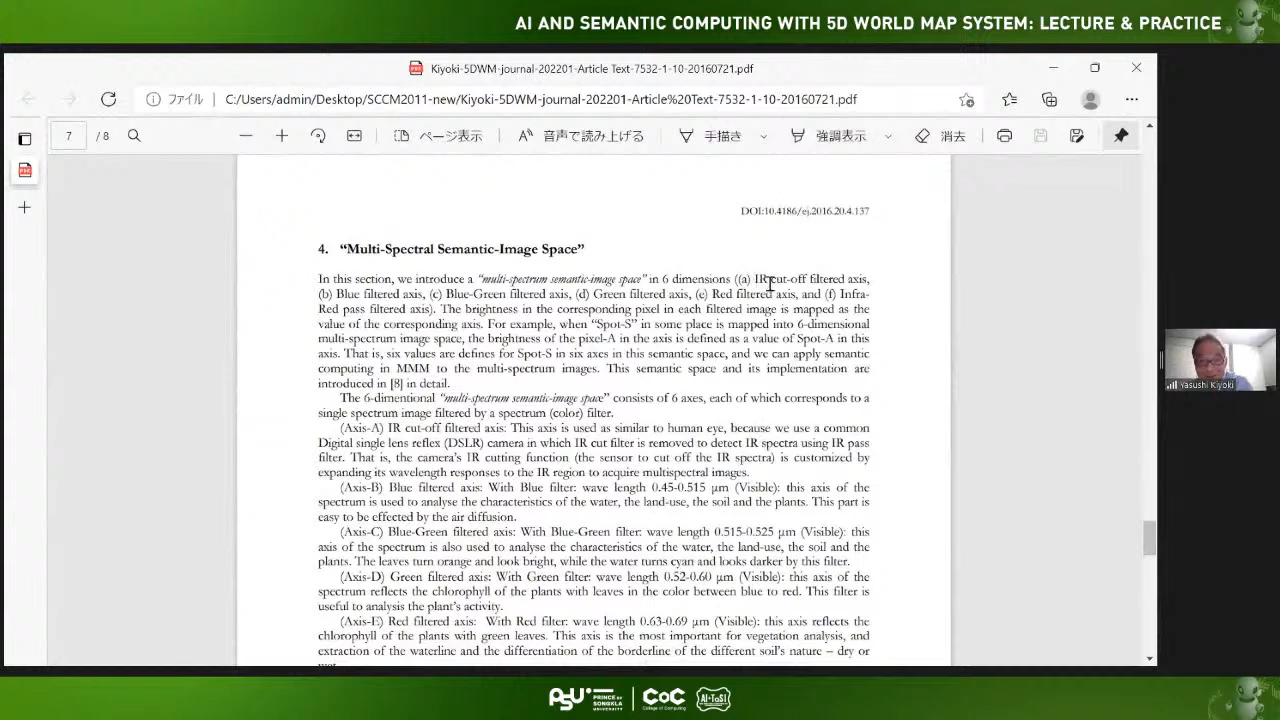 AI AND SEMANTIC COMPUTING WITH 5D WORLD MAP SYSTEM: LECTURE & PRACTICE
Kiyoki-5DWM-journal-202201-Article Text-7532-1-10-20160721.pdf
ファイル | C:/Users/admin/Desktop/SCCM2011-new/Kiyoki-5DWM-journal-202201-Article%20Text-7532-1-10-20160721.pdf
7 / 8 ページ表示 音声で読み上げる 手描き 強調表示 消去
DOI:10.4186/ej.2016.20.4.137
4. “Multi-Spectral Semantic-Image Space”
In this section, we introduce a “multi-spectrum semantic-image space” in 6 dimensions ((a) IR cut-off filtered axis,
(b) Blue filtered axis, (c) Blue-Green filtered axis, (d) Green filtered axis, (e) Red filtered axis, and (f) Infra-
Red pass filtered axis). The brightness in the corresponding pixel in each filtered image is mapped as the
value of the corresponding axis. For example, when “Spot-S” in some place is mapped into 6-dimensional
multi-spectrum image space, the brightness of the pixel-A in the axis is defined as a value of Spot-A in this
axis. That is, six values are defines for Spot-S in six axes in this semantic space, and we can apply semantic
computing in MMM to the multi-spectrum images. This semantic space and its implementation are
introduced in [8] in detail.
The 6-dimentional “multi-spectrum semantic-image space” consists of 6 axes, each of which corresponds to a
single spectrum image filtered by a spectrum (color) filter.
(Axis-A) IR cut-off filtered axis: This axis is used as similar to human eye, because we use a common
Digital single lens reflex (DSLR) camera in which IR cut filter is removed to detect IR spectra using IR pass
filter. That is, the camera’s IR cutting function (the sensor to cut off the IR spectra) is customized by
expanding its wavelength responses to the IR region to acquire multispectral images.
(Axis-B) Blue filtered axis: With Blue filter: wave length 0.45-0.515 µm (Visible): this axis of the
spectrum is used to analyse the characteristics of the water, the land-use, the soil and the plants. This part is
easy to be effected by the air diffusion.
(Axis-C) Blue-Green filtered axis: With Blue-Green filter: wave length 0.515-0.525 µm (Visible): this
axis of the spectrum is also used to analyse the characteristics of the water, the land-use, the soil and the
plants. The leaves turn orange and look bright, while the water turns cyan and looks darker by this filter.
(Axis-D) Green filtered axis: With Green filter: wave length 0.52-0.60 µm (Visible): this axis of the
spectrum reflects the chlorophyll of the plants with leaves in the color between blue to red. This filter is
useful to analysis the plant’s activity.
(Axis-E) Red filtered axis: With Red filter: wave length 0.63-0.69 µm (Visible): this axis reflects the
chlorophyll of the plants with green leaves. This axis is the most important for vegetation analysis, and
extraction of the waterline and the differentiation of the borderline of the different soil’s nature – dry or
Yasushi Kiyoki
PSU PRINCE OF SONGKLA UNIVERSITY CoC College of Computing AI-TaSI